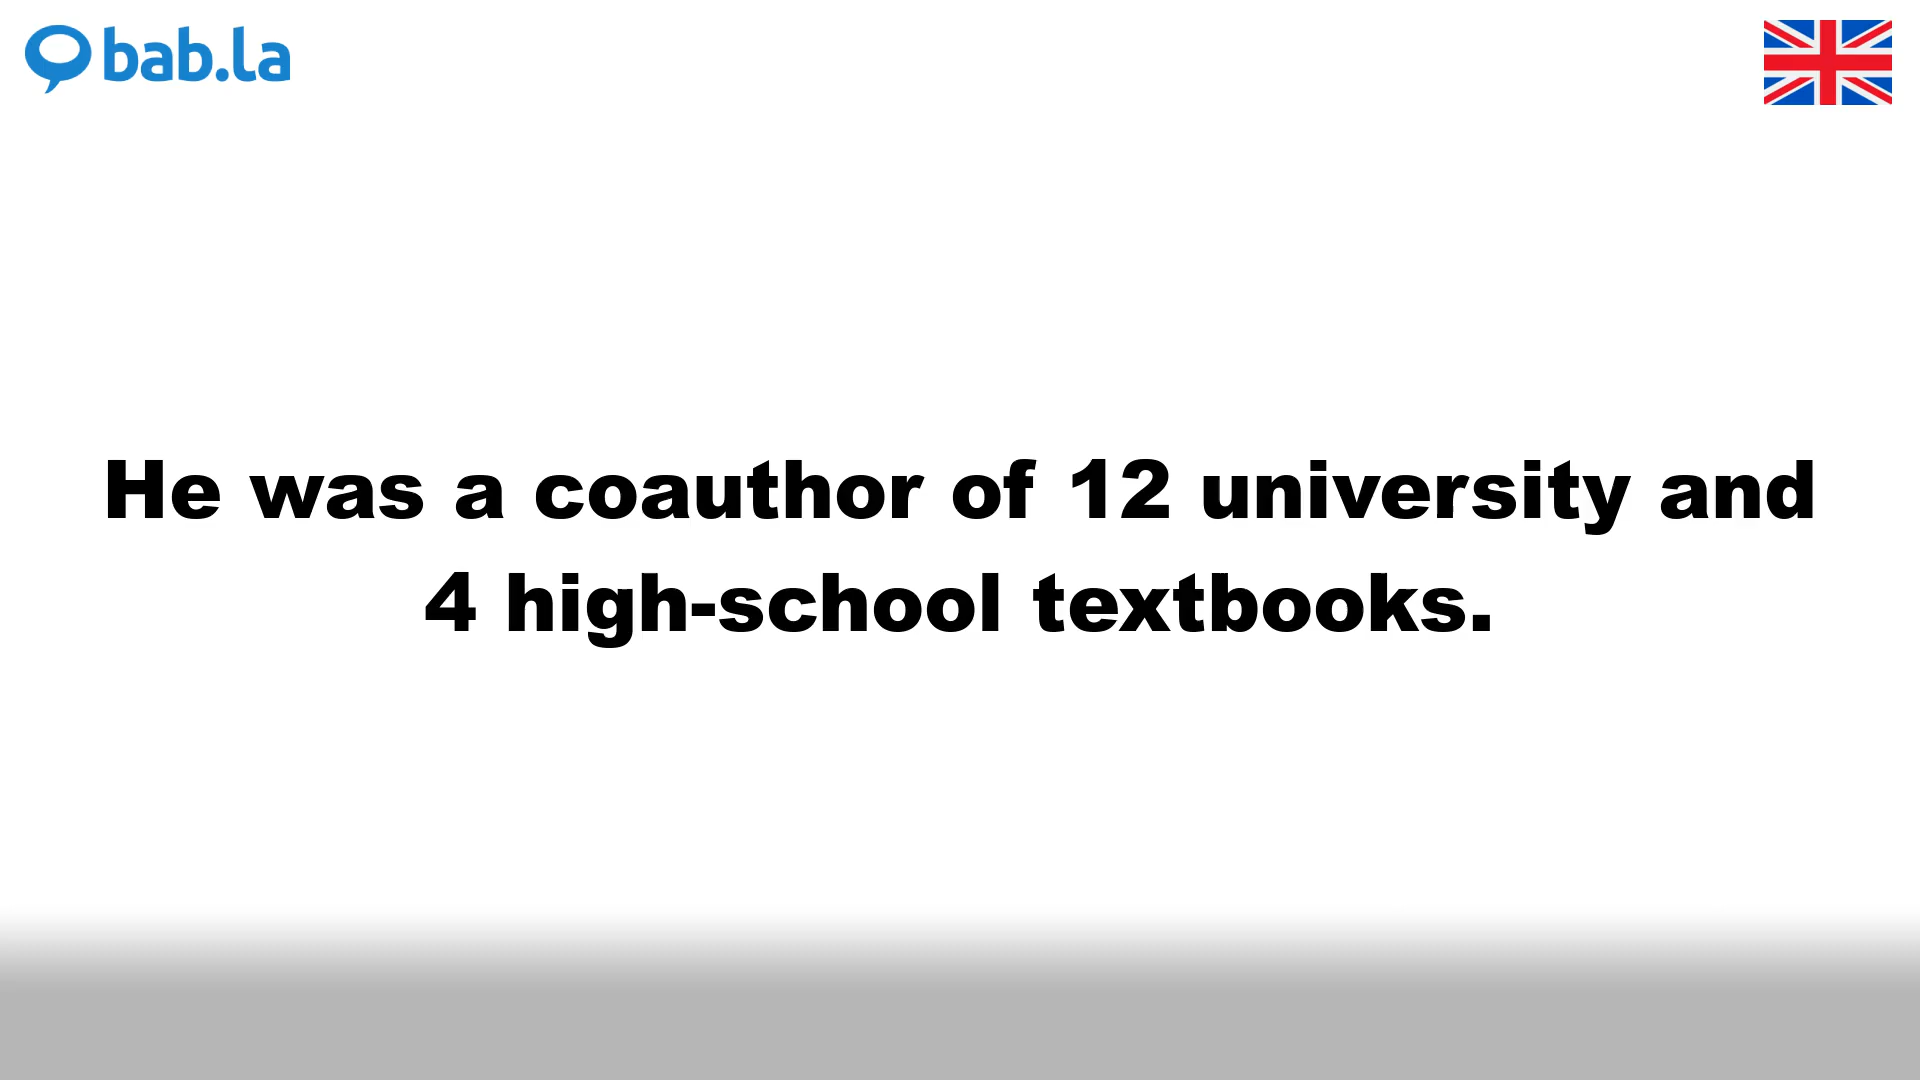 bab.la
He was a coauthor of 12 university and
4 high-school textbooks.